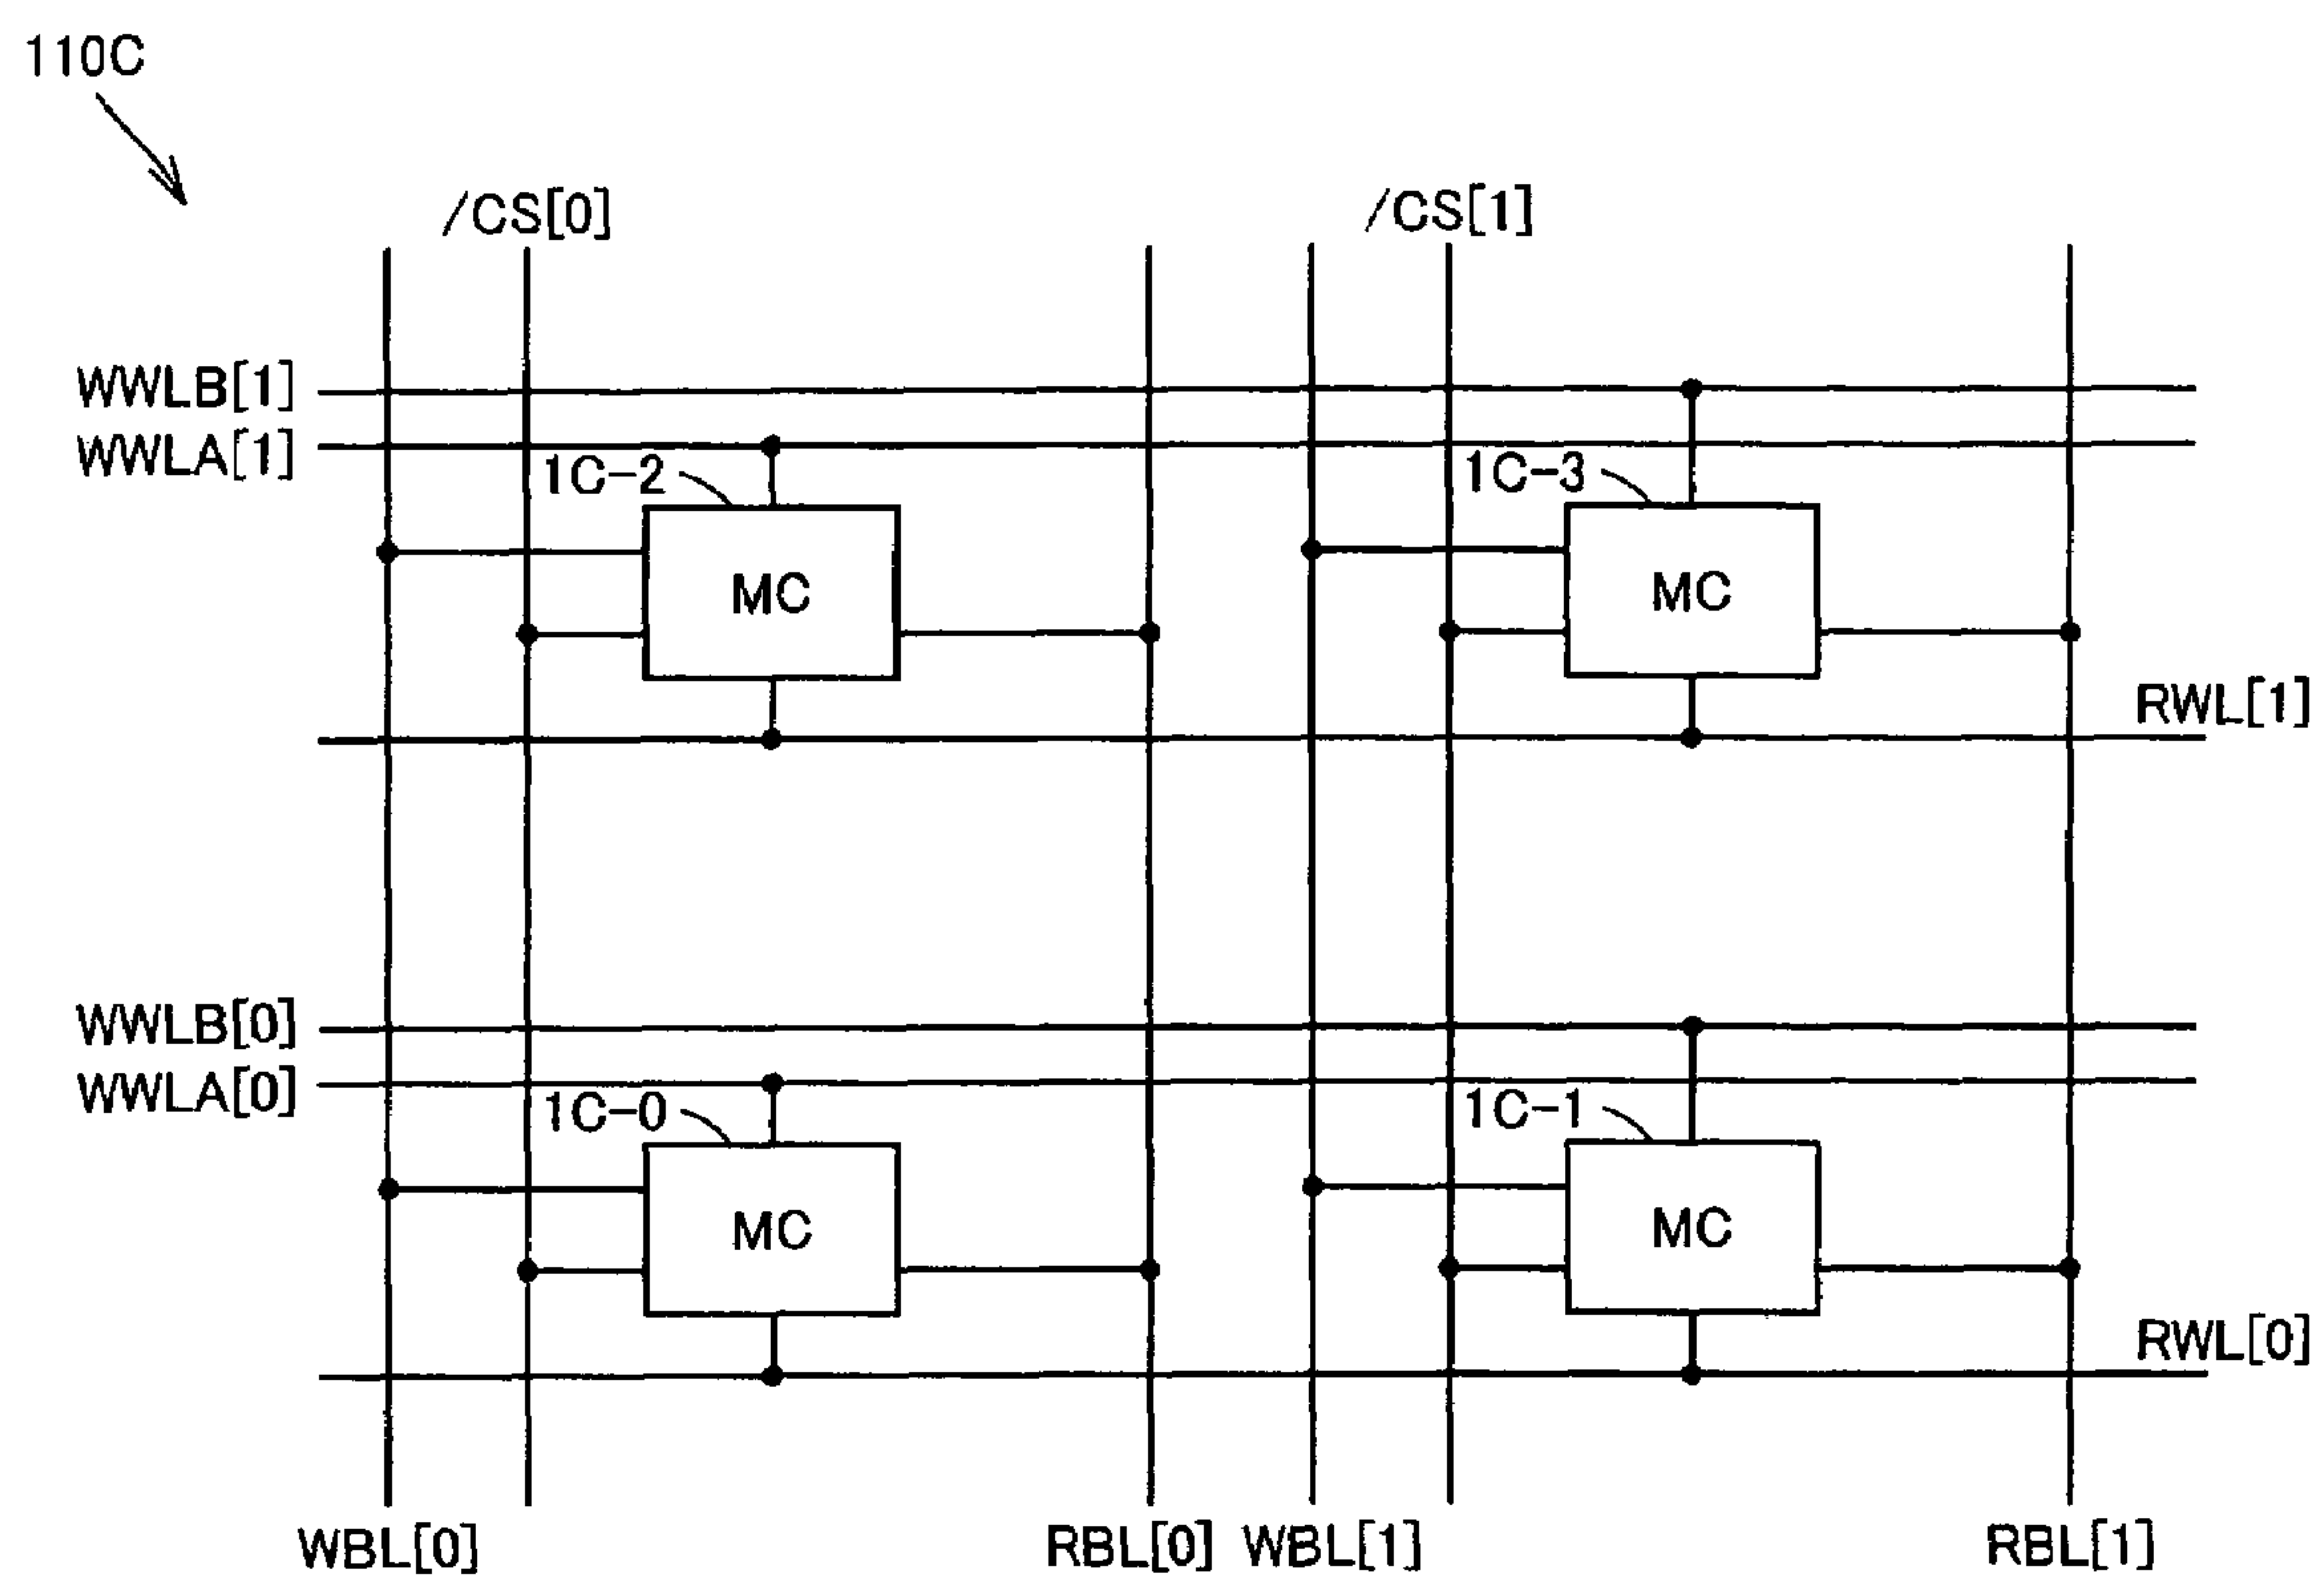 110C
/CS[0]
/CS[1]
WWLB[1]
WWLA[1]
1C-2
1C-3
MC
MC
RWL[1]
WWLB[0]
WWLA[0]
1C-0
1C-1
MC
MC
RWL[0]
WBL[0]
RBL[0]
WBL[1]
RBL[1]